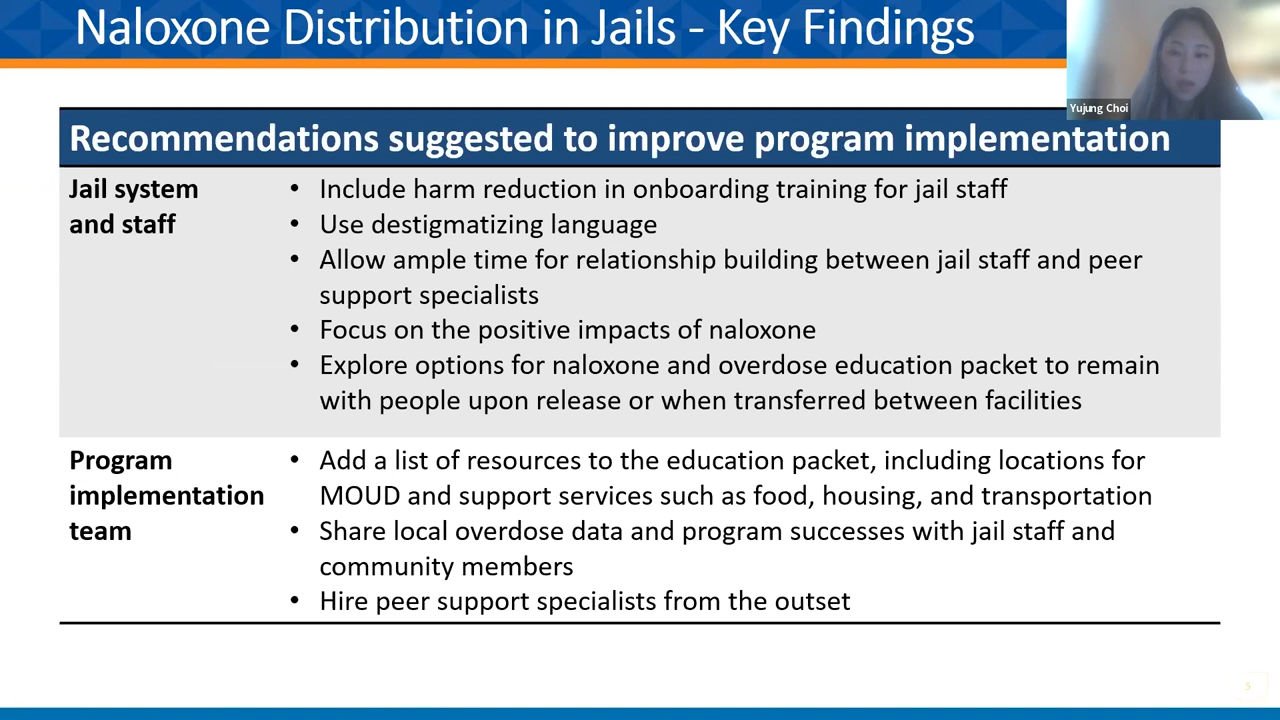 Naloxone Distribution in Jails - Key Findings
Yujung Choi
Recommendations suggested to improve program implementation
Jail system
and staff
• Include harm reduction in onboarding training for jail staff
• Use destigmatizing language
• Allow ample time for relationship building between jail staff and peer
support specialists
• Focus on the positive impacts of naloxone
• Explore options for naloxone and overdose education packet to remain
with people upon release or when transferred between facilities
Program
implementation
team
• Add a list of resources to the education packet, including locations for
MOUD and support services such as food, housing, and transportation
• Share local overdose data and program successes with jail staff and
community members
• Hire peer support specialists from the outset
5